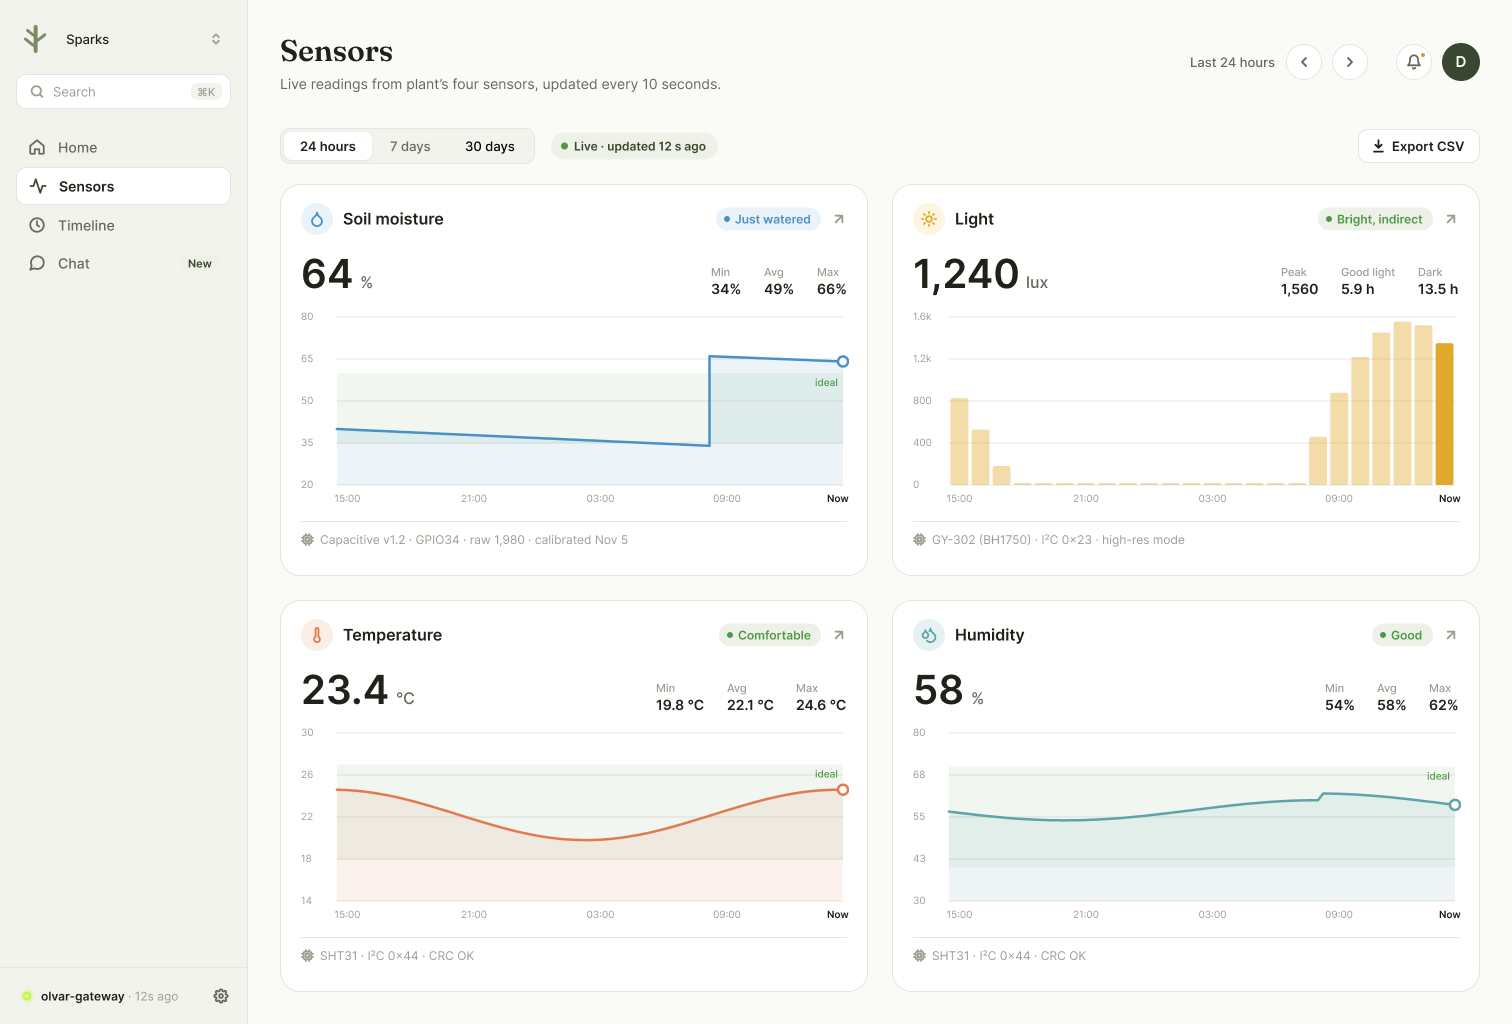 Sparks
Search ⌘K
Home
Sensors
Timeline
Chat New
olvar-gateway · 12s ago
Sensors
Live readings from plant’s four sensors, updated every 10 seconds.
Last 24 hours
D
24 hours 7 days 30 days
Live · updated 12 s ago
Export CSV
Soil moisture
Just watered
64 %
Min Avg Max
34% 49% 66%
80
65
ideal
50
35
20
15:00 21:00 03:00 09:00 Now
Capacitive v1.2 · GPIO34 · raw 1,980 · calibrated Nov 5
Light
Bright, indirect
1,240 lux
Peak Good light Dark
1,560 5.9 h 13.5 h
1.6k
1.2k
800
400
0
15:00 21:00 03:00 09:00 Now
GY-302 (BH1750) · I²C 0×23 · high-res mode
Temperature
Comfortable
23.4 °C
Min Avg Max
19.8 °C 22.1 °C 24.6 °C
30
26
ideal
22
18
14
15:00 21:00 03:00 09:00 Now
SHT31 · I²C 0×44 · CRC OK
Humidity
Good
58 %
Min Avg Max
54% 58% 62%
80
68
ideal
55
43
30
15:00 21:00 03:00 09:00 Now
SHT31 · I²C 0×44 · CRC OK